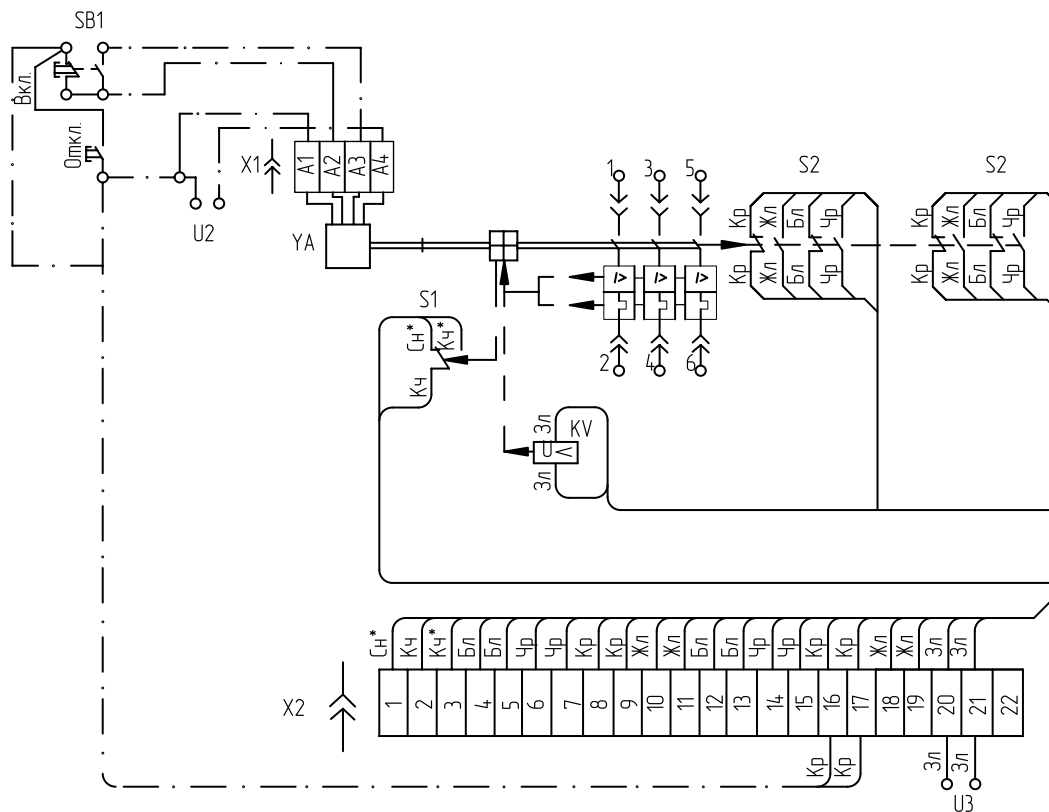 SB1
Вкл.
Откл.
X1
A1 A2 A3 A4
U2
YA
1 3 5
S2
S2
Кр Жл Бл Чр
Кр Жл Бл Чр
I> I> I>
Кр Жл Бл Чр
Кр Жл Бл Чр
2 4 6
S1
Сн* Кч*
Кч
Зл
KV
U <
Зл
Сн* Кч Кч* Бл Бл Чр Чр Кр Кр Жл Жл Бл Бл Чр Чр Кр Кр Жл Жл Зл Зл
X2
1 2 3 4 5 6 7 8 9 10 11 12 13 14 15 16 17 18 19 20 21 22
Кр Кр Зл Зл
U3